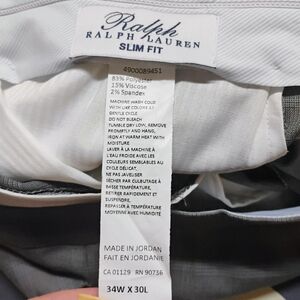 Ralph
RALPH LAUREN
SLIM FIT
4900089451
83% Polyester
15% Viscose
2% Spandex
MACHINE WASH COLD
WITH LIKE COLORS AT
GENTLE CYCLE
DO NOT BLEACH
TUMBLE DRY LOW, REMOVE
PROMPTLY AND HANG,
IRON AT WARM HEAT WITH
MOISTURE
LAVER À LA MACHINE À
L'EAU FROIDE AVEC LES
COULEURS SEMBLABLES AU
CYCLE DÉLICAT
NE PAS JAVELISER
SÉCHER PAR CULBUTAGE À
BASSE TEMPÉRATURE,
RETIRER RAPIDEMENT ET
SUSPENDRE,
REPASSER À TEMPÉRATURE
MOYENNE AVEC HUMIDITÉ
MADE IN JORDAN
FAIT EN JORDANIE
CA 01129 RN 90736
34W X 30L